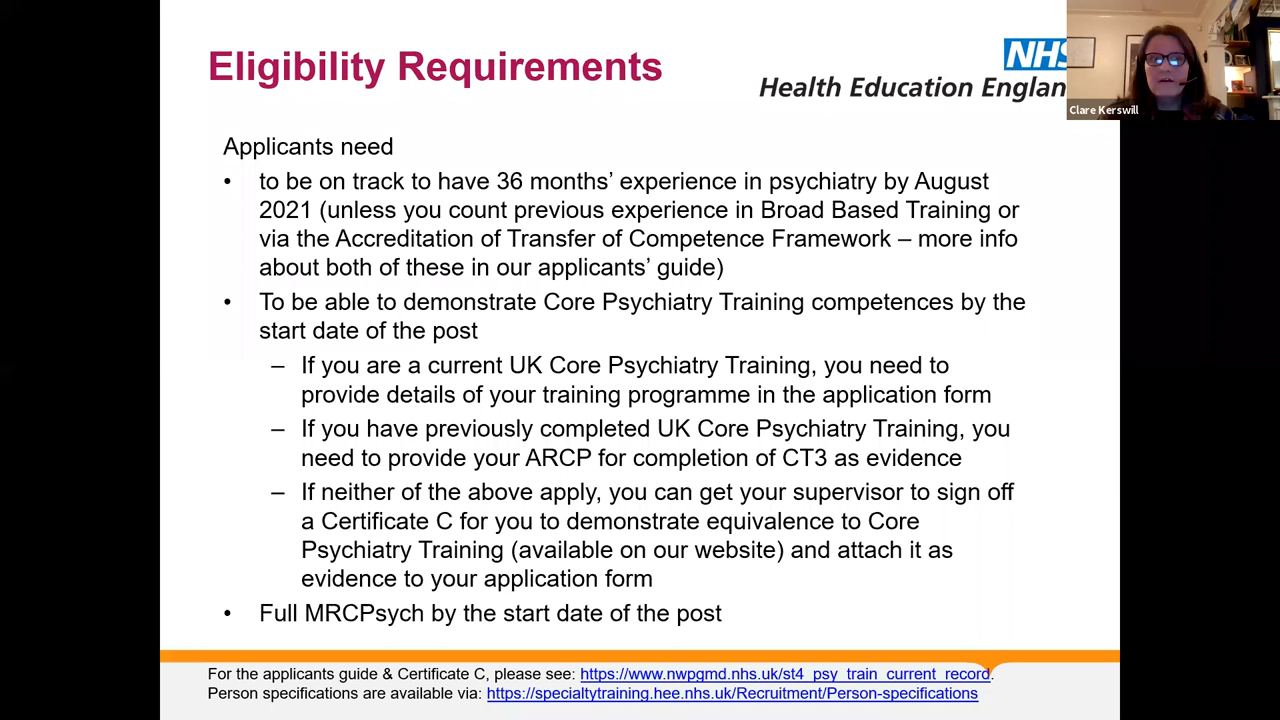 Eligibility Requirements
NHS
Health Education Englan
Clare Kerswill
Applicants need
• to be on track to have 36 months’ experience in psychiatry by August
2021 (unless you count previous experience in Broad Based Training or
via the Accreditation of Transfer of Competence Framework – more info
about both of these in our applicants’ guide)
• To be able to demonstrate Core Psychiatry Training competences by the
start date of the post
– If you are a current UK Core Psychiatry Training, you need to
provide details of your training programme in the application form
– If you have previously completed UK Core Psychiatry Training, you
need to provide your ARCP for completion of CT3 as evidence
– If neither of the above apply, you can get your supervisor to sign off
a Certificate C for you to demonstrate equivalence to Core
Psychiatry Training (available on our website) and attach it as
evidence to your application form
• Full MRCPsych by the start date of the post
For the applicants guide & Certificate C, please see: https://www.nwpgmd.nhs.uk/st4_psy_train_current_record.
Person specifications are available via: https://specialtytraining.hee.nhs.uk/Recruitment/Person-specifications